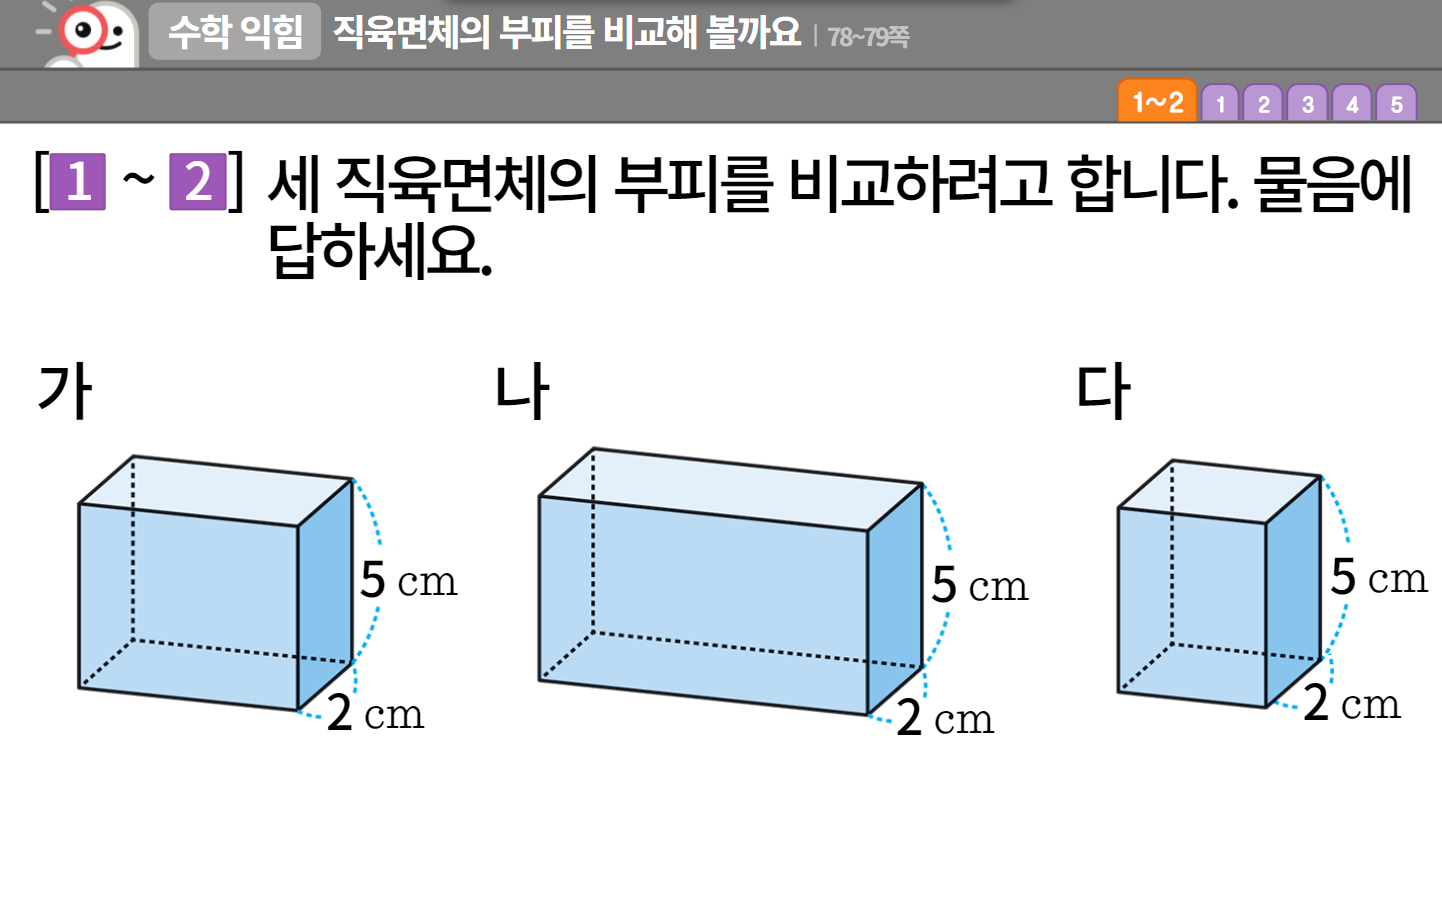 수학 익힘 직육면체의 부피를 비교해 볼까요 | 78~79쪽
1~2 1 2 3 4 5
[1 ~ 2] 세 직육면체의 부피를 비교하려고 합니다. 물음에
답하세요.
가 나 다
5 cm 5 cm 5 cm
2 cm 2 cm 2 cm